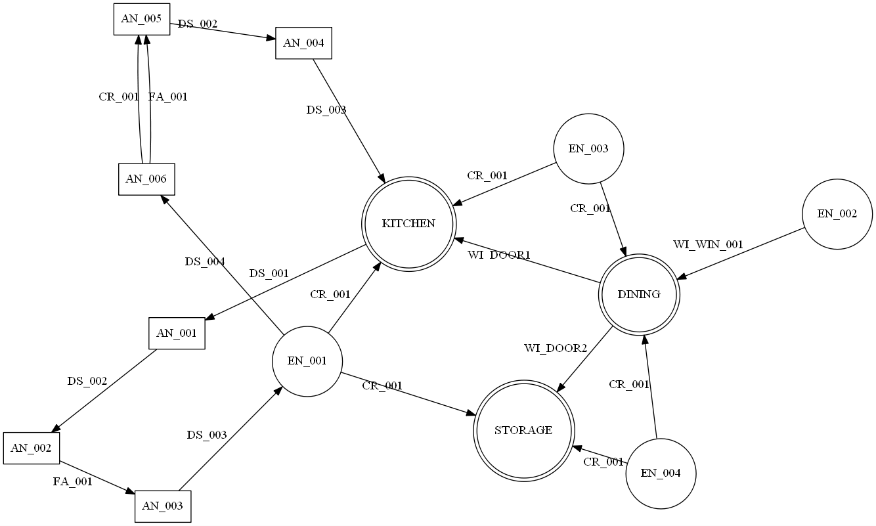 AN_005
DS_002
AN_004
CR_001
FA_001
DS_003
EN_003
AN_006
CR_001
CR_001
EN_002
KITCHEN
WI_WIN_001
WI_DOOR1
DS_004
DS_001
CR_001
DINING
AN_001
EN_001
WI_DOOR2
DS_002
CR_001
CR_001
STORAGE
DS_003
AN_002
CR_001
EN_004
FA_001
AN_003